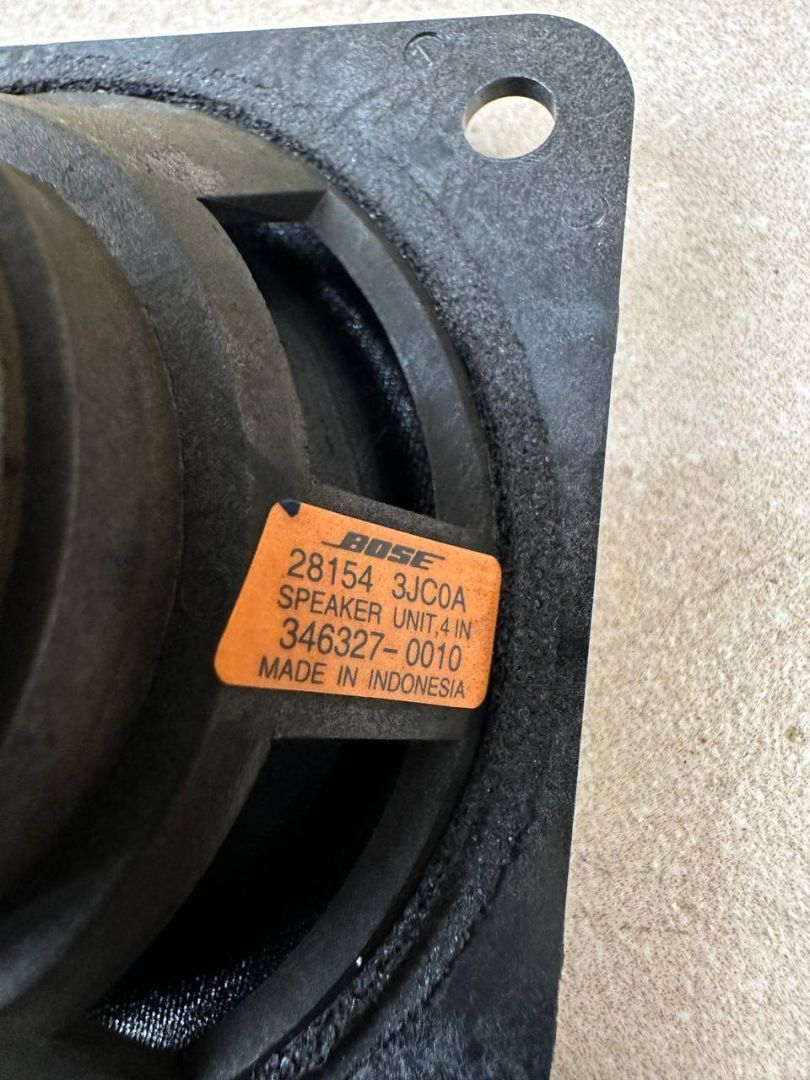 BOSE
28154 3JC0A
SPEAKER UNIT,4 IN
346327-0010
MADE IN INDONESIA